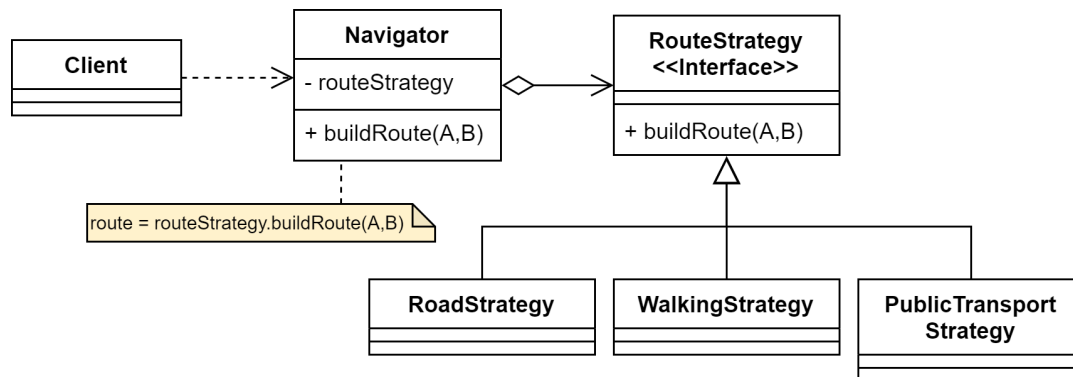 Client
Navigator
- routeStrategy
+ buildRoute(A,B)
RouteStrategy
<<Interface>>
+ buildRoute(A,B)
route = routeStrategy.buildRoute(A,B)
RoadStrategy
WalkingStrategy
PublicTransport
Strategy